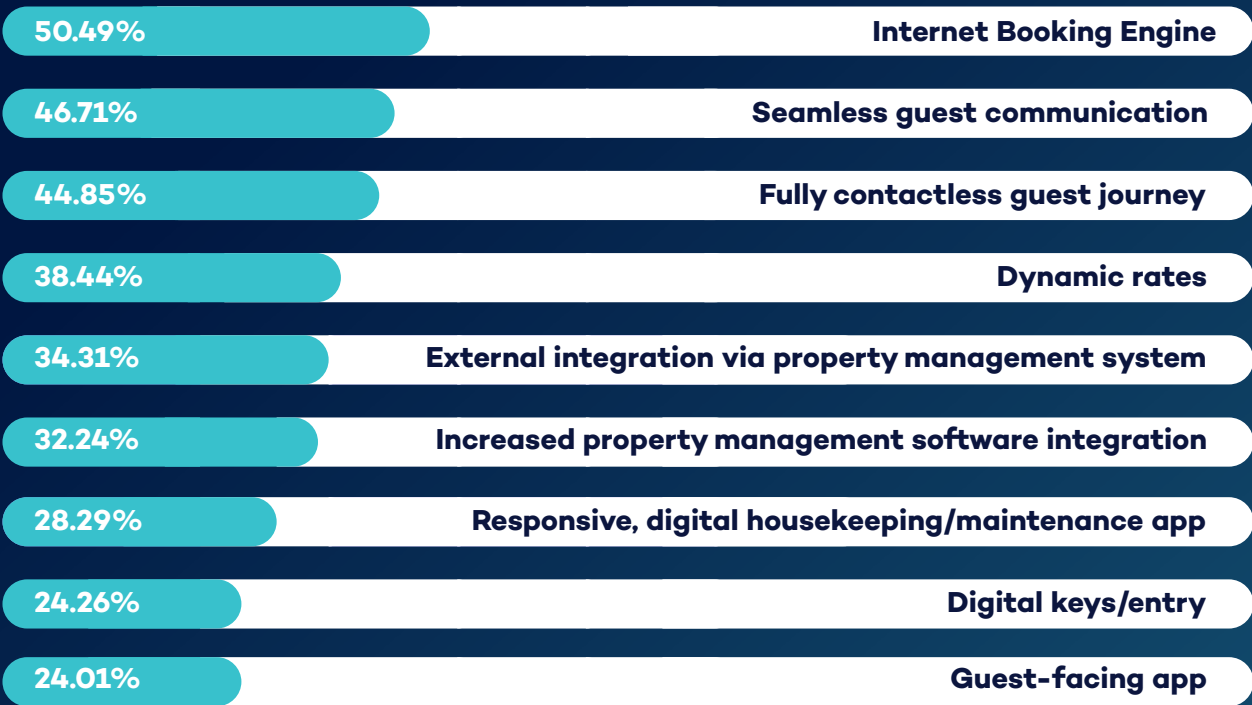 50.49% Internet Booking Engine
46.71% Seamless guest communication
44.85% Fully contactless guest journey
38.44% Dynamic rates
34.31% External integration via property management system
32.24% Increased property management software integration
28.29% Responsive, digital housekeeping/maintenance app
24.26% Digital keys/entry
24.01% Guest-facing app